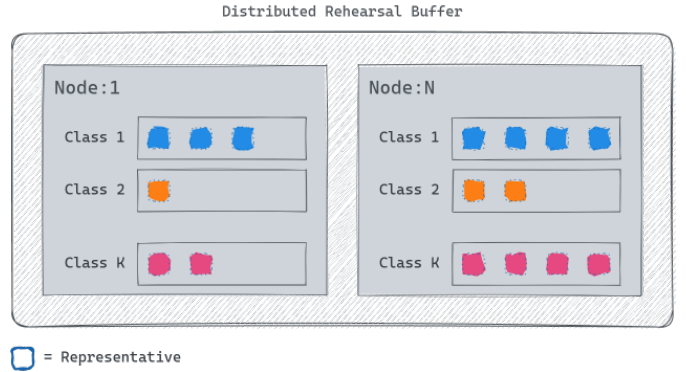 Distributed Rehearsal Buffer
Node:1
Class 1
Class 2
Class K
Node:N
Class 1
Class 2
Class K
= Representative